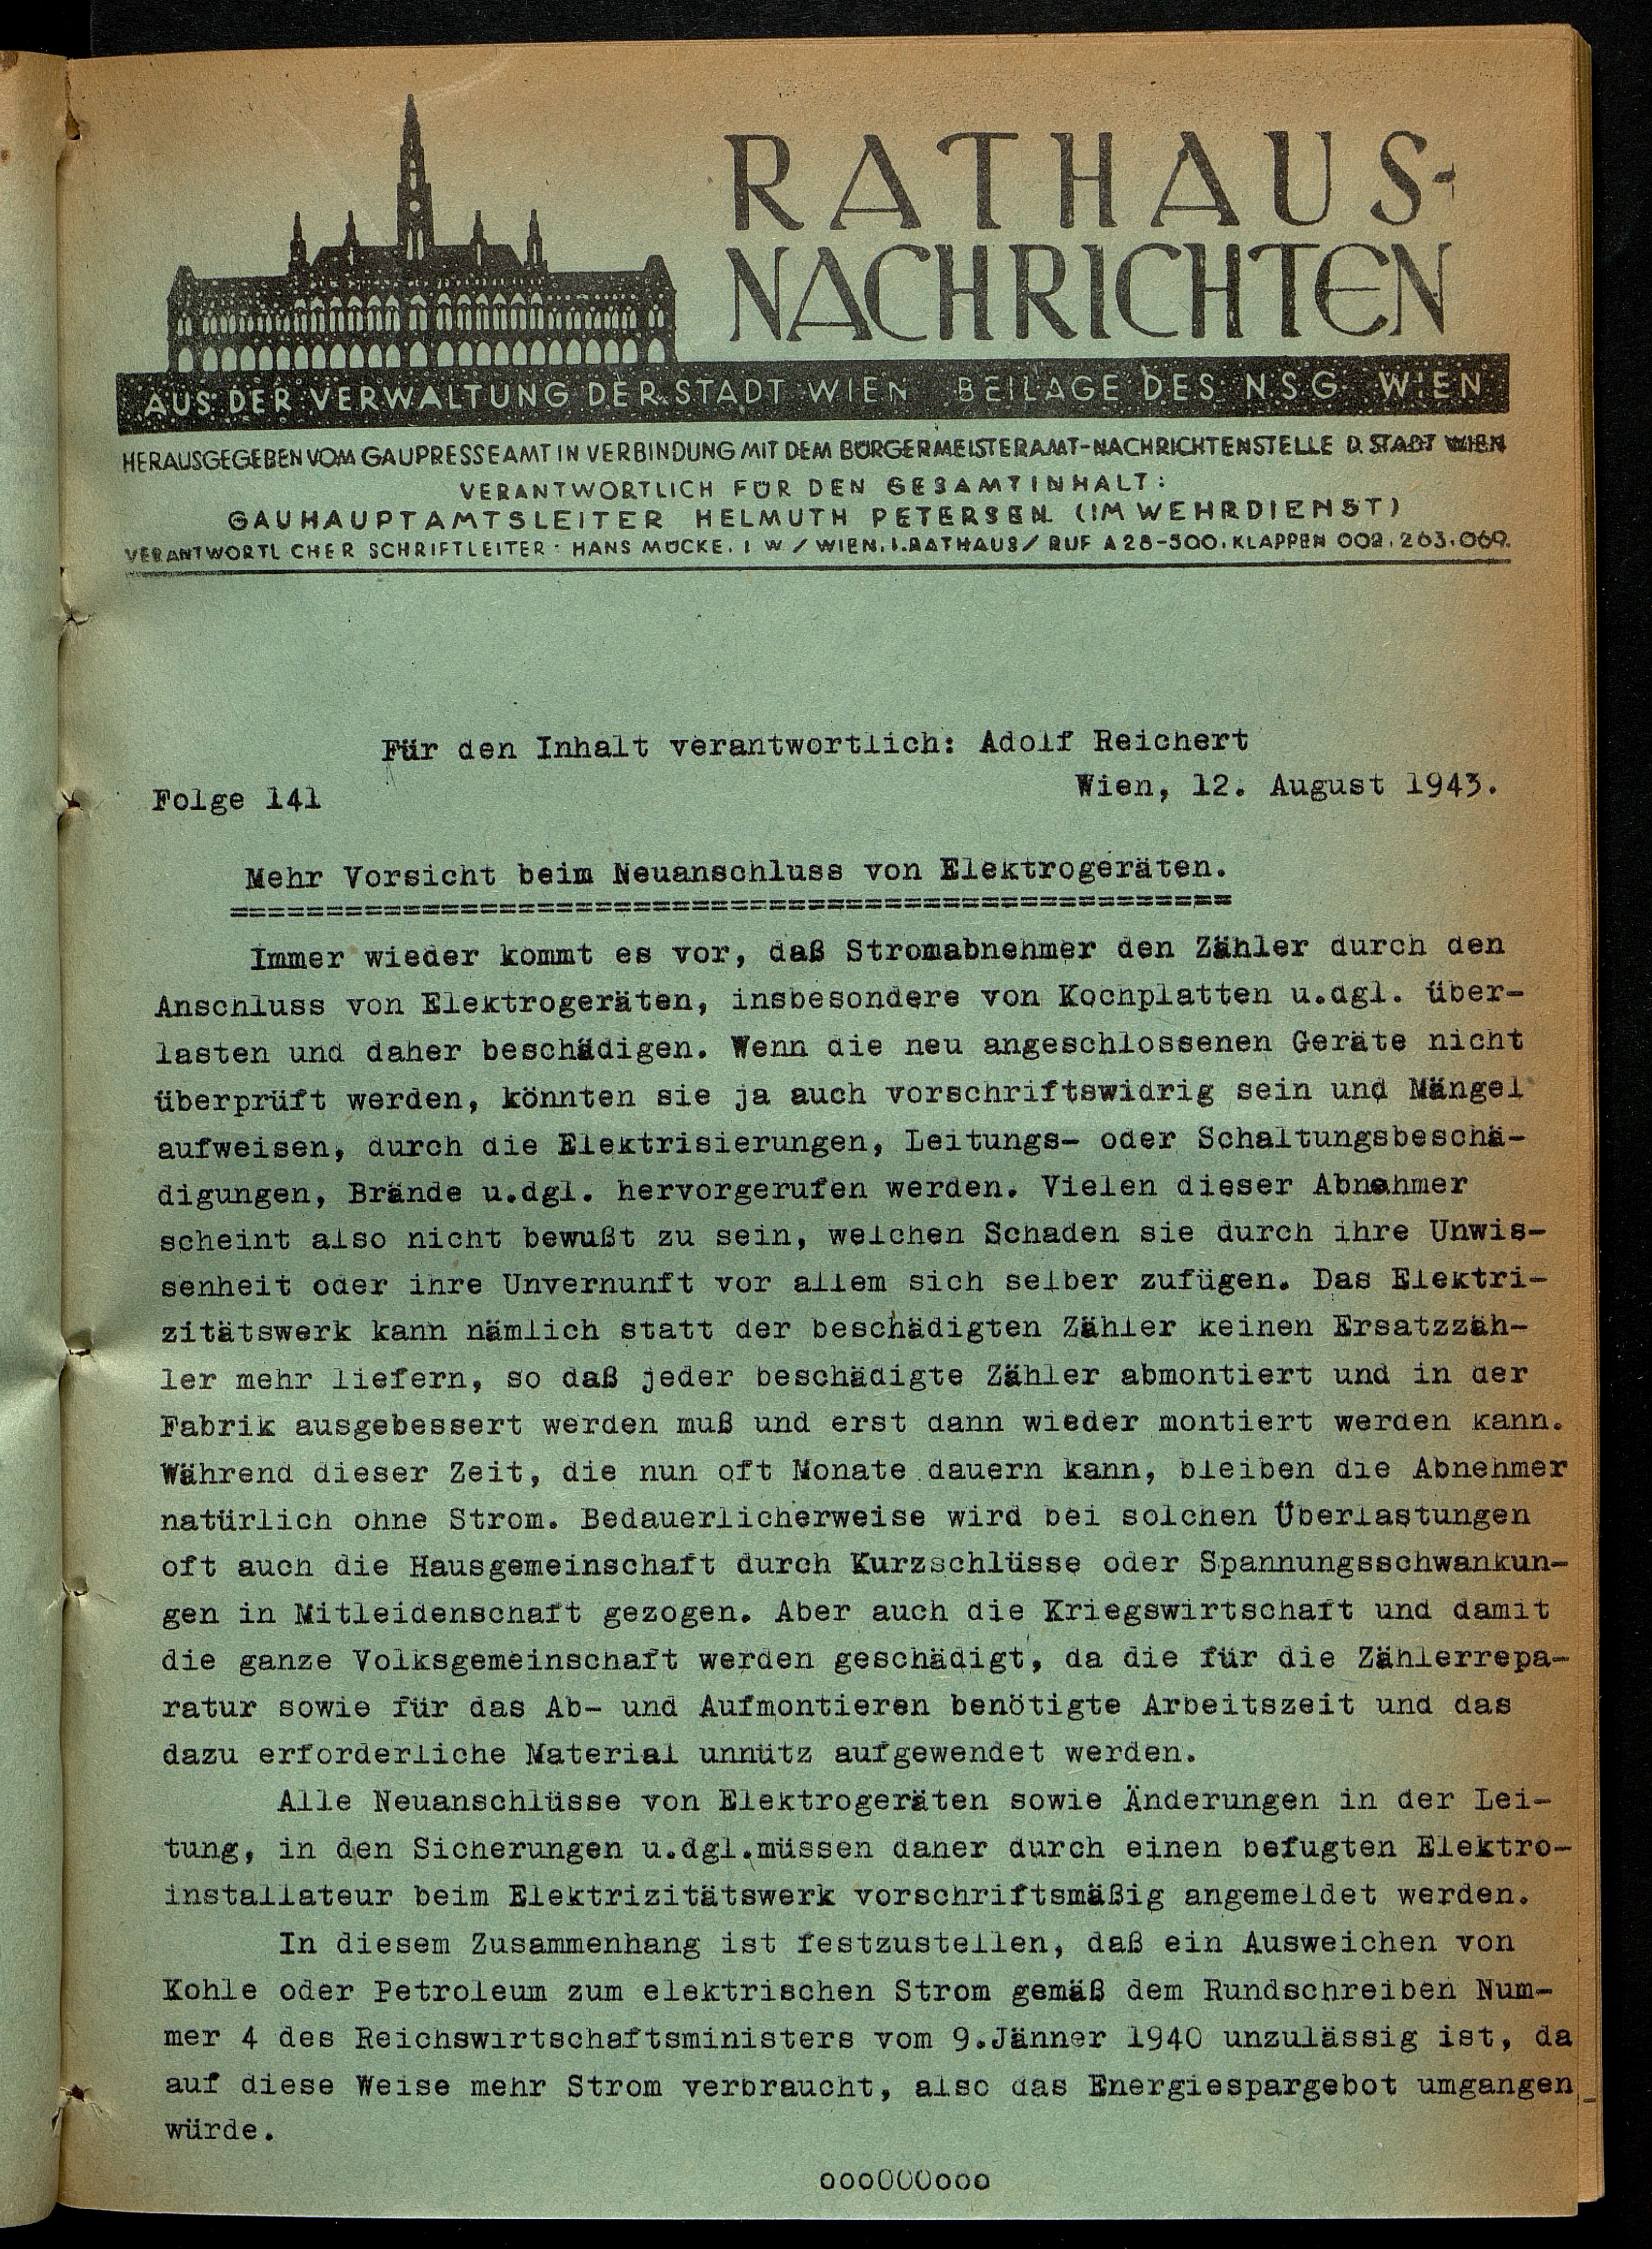 RATHAUS-
NACHRICHTEN
AUS DER VERWALTUNG DER STADT WIEN BEILAGE DES N.S.G. WIEN
HERAUSGEGEBEN VOM GAUPRESSEAMT IN VERBINDUNG MIT DEM BÜRGERMEISTERAMT-NACHRICHTENSTELLE D. STADT WIEN
VERANTWORTLICH FÜR DEN GESAMTINHALT:
GAUHAUPTAMTSLEITER HELMUTH PETERSEN (IM WEHRDIENST)
VERANTWORTL CHER SCHRIFTLEITER: HANS MÜCKE. I W / WIEN. I. RATHAUS / RUF A 28-500. KLAPPEN 002. 263. 069.
Für den Inhalt verantwortlich: Adolf Reichert
Folge 141 Wien, 12. August 1943.
Mehr Vorsicht beim Neuanschluss von Elektrogeräten.
====================================================
Immer wieder kommt es vor, daß Stromabnehmer den Zähler durch den
Anschluss von Elektrogeräten, insbesondere von Kochplatten u.dgl. über-
lasten und daher beschädigen. Wenn die neu angeschlossenen Geräte nicht
überprüft werden, könnten sie ja auch vorschriftswidrig sein und Mängel
aufweisen, durch die Elektrisierungen, Leitungs- oder Schaltungsbeschä-
digungen, Brände u.dgl. hervorgerufen werden. Vielen dieser Abnehmer
scheint also nicht bewußt zu sein, welchen Schaden sie durch ihre Unwis-
senheit oder ihre Unvernunft vor allem sich selber zufügen. Das Elektri-
zitätswerk kann nämlich statt der beschädigten Zähler keinen Ersatzzäh-
ler mehr liefern, so daß jeder beschädigte Zähler abmontiert und in der
Fabrik ausgebessert werden muß und erst dann wieder montiert werden kann.
Während dieser Zeit, die nun oft Monate dauern kann, bleiben die Abnehmer
natürlich ohne Strom. Bedauerlicherweise wird bei solchen Überlastungen
oft auch die Hausgemeinschaft durch Kurzschlüsse oder Spannungsschwankun-
gen in Mitleidenschaft gezogen. Aber auch die Kriegswirtschaft und damit
die ganze Volksgemeinschaft werden geschädigt, da die für die Zählerrepa-
ratur sowie für das Ab- und Aufmontieren benötigte Arbeitszeit und das
dazu erforderliche Material unnütz aufgewendet werden.
Alle Neuanschlüsse von Elektrogeräten sowie Änderungen in der Lei-
tung, in den Sicherungen u.dgl.müssen daher durch einen befugten Elektro-
installateur beim Elektrizitätswerk vorschriftsmäßig angemeldet werden.
In diesem Zusammenhang ist festzustellen, daß ein Ausweichen von
Kohle oder Petroleum zum elektrischen Strom gemäß dem Rundschreiben Num-
mer 4 des Reichswirtschaftsministers vom 9.Jänner 1940 unzulässig ist, da
auf diese Weise mehr Strom verbraucht, also das Energiespargebot umgangen
würde.
oooOOOooo